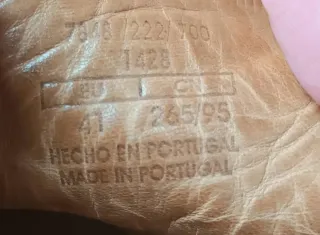 7848/222/700
1428
EU CN
41 265/95
HECHO EN PORTUGAL
MADE IN PORTUGAL